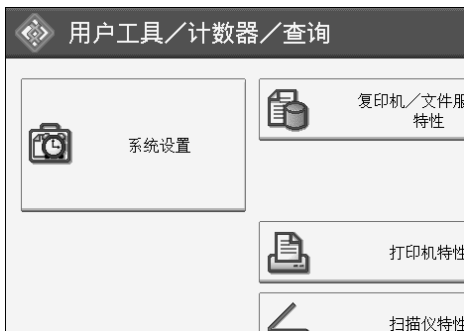 用户工具／计数器／查询
系统设置
复印机／文件服
特性
打印机特性
扫描仪特性